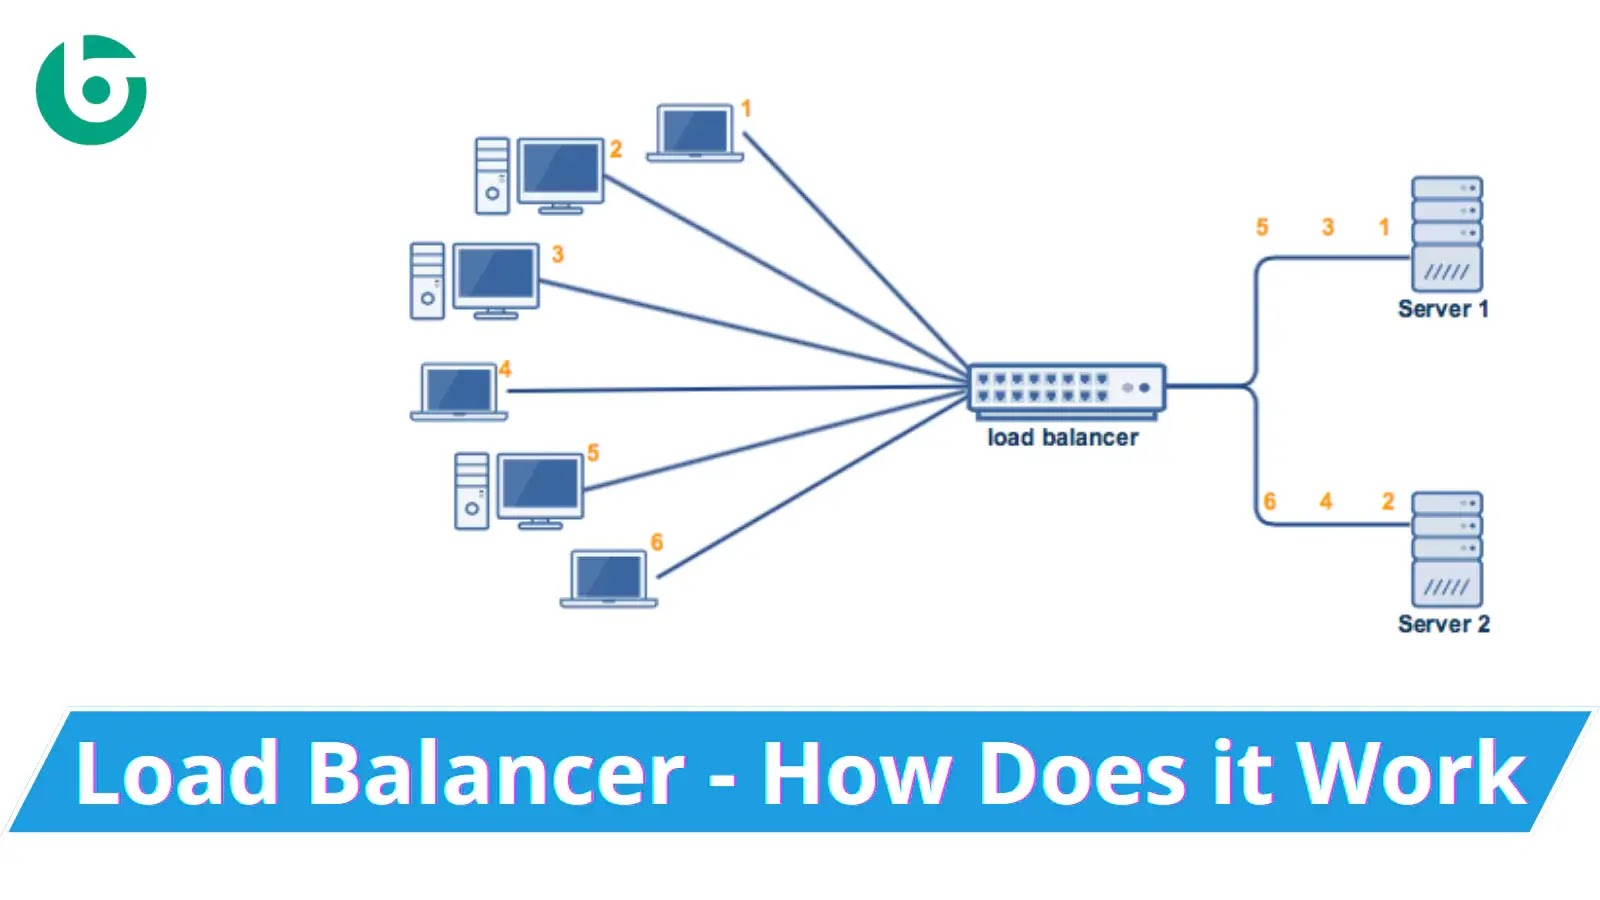 1
2
3
4
5
6
load balancer
5 3 1
Server 1
6 4 2
Server 2
Load Balancer - How Does it Work